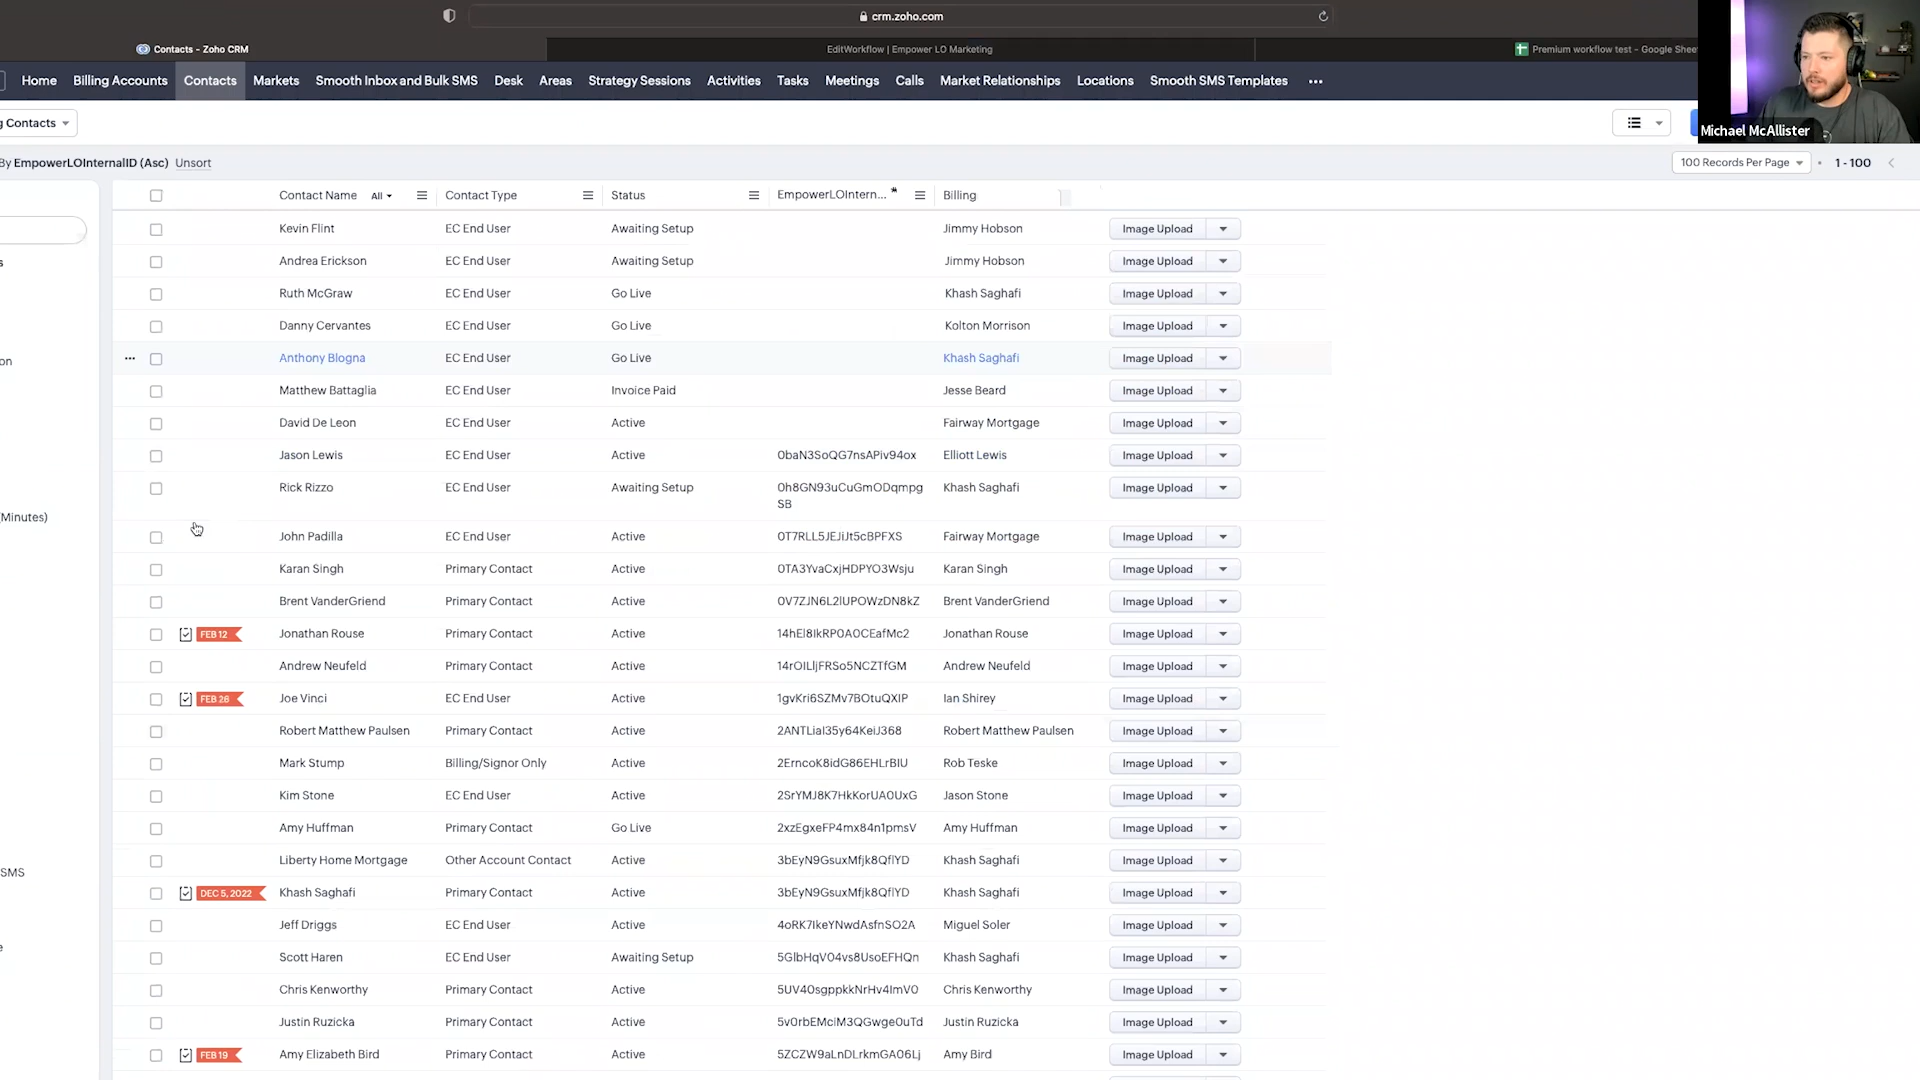 crm.zoho.com
Contacts - Zoho CRM
EditWorkflow | Empower LO Marketing
Premium workflow test - Google Sheet
Home Billing Accounts Contacts Markets Smooth Inbox and Bulk SMS Desk Areas Strategy Sessions Activities Tasks Meetings Calls Market Relationships Locations Smooth SMS Templates
Michael McAllister
g Contacts
By EmpowerLOInternalID (Asc) Unsort
100 Records Per Page • 1 - 100
Contact Name All Contact Type Status EmpowerLOIntern... Billing
Kevin Flint EC End User Awaiting Setup Jimmy Hobson Image Upload
s
Andrea Erickson EC End User Awaiting Setup Jimmy Hobson Image Upload
Ruth McGraw EC End User Go Live Khash Saghafi Image Upload
Danny Cervantes EC End User Go Live Kolton Morrison Image Upload
on
Anthony Blogna EC End User Go Live Khash Saghafi Image Upload
Matthew Battaglia EC End User Invoice Paid Jesse Beard Image Upload
David De Leon EC End User Active Fairway Mortgage Image Upload
Jason Lewis EC End User Active 0baN3SoQG7nsAPiv94ox Elliott Lewis Image Upload
Rick Rizzo EC End User Awaiting Setup 0h8GN93uCuGmODqmpg Khash Saghafi Image Upload
SB
(Minutes)
John Padilla EC End User Active 0T7RLL5JEJiJt5cBPFXS Fairway Mortgage Image Upload
Karan Singh Primary Contact Active 0TA3YvaCxjHDPYO3Wsju Karan Singh Image Upload
Brent VanderGriend Primary Contact Active 0V7ZJN6L2lUPOWzDN8kZ Brent VanderGriend Image Upload
FEB 12 Jonathan Rouse Primary Contact Active 14hEl8IkRP0A0CEafMc2 Jonathan Rouse Image Upload
Andrew Neufeld Primary Contact Active 14rOILljFRSo5NCZTfGM Andrew Neufeld Image Upload
FEB 26 Joe Vinci EC End User Active 1gvKri6SZMv7BOtuQXIP Ian Shirey Image Upload
Robert Matthew Paulsen Primary Contact Active 2ANTLiaI35y64KeiJ368 Robert Matthew Paulsen Image Upload
Mark Stump Billing/Signor Only Active 2ErncoK8idG86EHLrBIU Rob Teske Image Upload
Kim Stone EC End User Active 2SrYMJ8K7HkKorUA0UxG Jason Stone Image Upload
Amy Huffman Primary Contact Go Live 2xzEgxeFP4mx84n1pmsV Amy Huffman Image Upload
Liberty Home Mortgage Other Account Contact Active 3bEyN9GsuxMfjk8QflYD Khash Saghafi Image Upload
SMS
DEC 5, 2022 Khash Saghafi Primary Contact Active 3bEyN9GsuxMfjk8QflYD Khash Saghafi Image Upload
Jeff Driggs EC End User Active 4oRK7IkeYNwdAsfnSO2A Miguel Soler Image Upload
e
Scott Haren EC End User Awaiting Setup 5GlbHqV04vs8UsoEFHQn Khash Saghafi Image Upload
Chris Kenworthy Primary Contact Active 5UV40sgppkkNrHv4ImV0 Chris Kenworthy Image Upload
Justin Ruzicka Primary Contact Active 5v0rbEMciM3QGwge0uTd Justin Ruzicka Image Upload
FEB 19 Amy Elizabeth Bird Primary Contact Active 5ZCZW9aLnDLrkmGA06Lj Amy Bird Image Upload